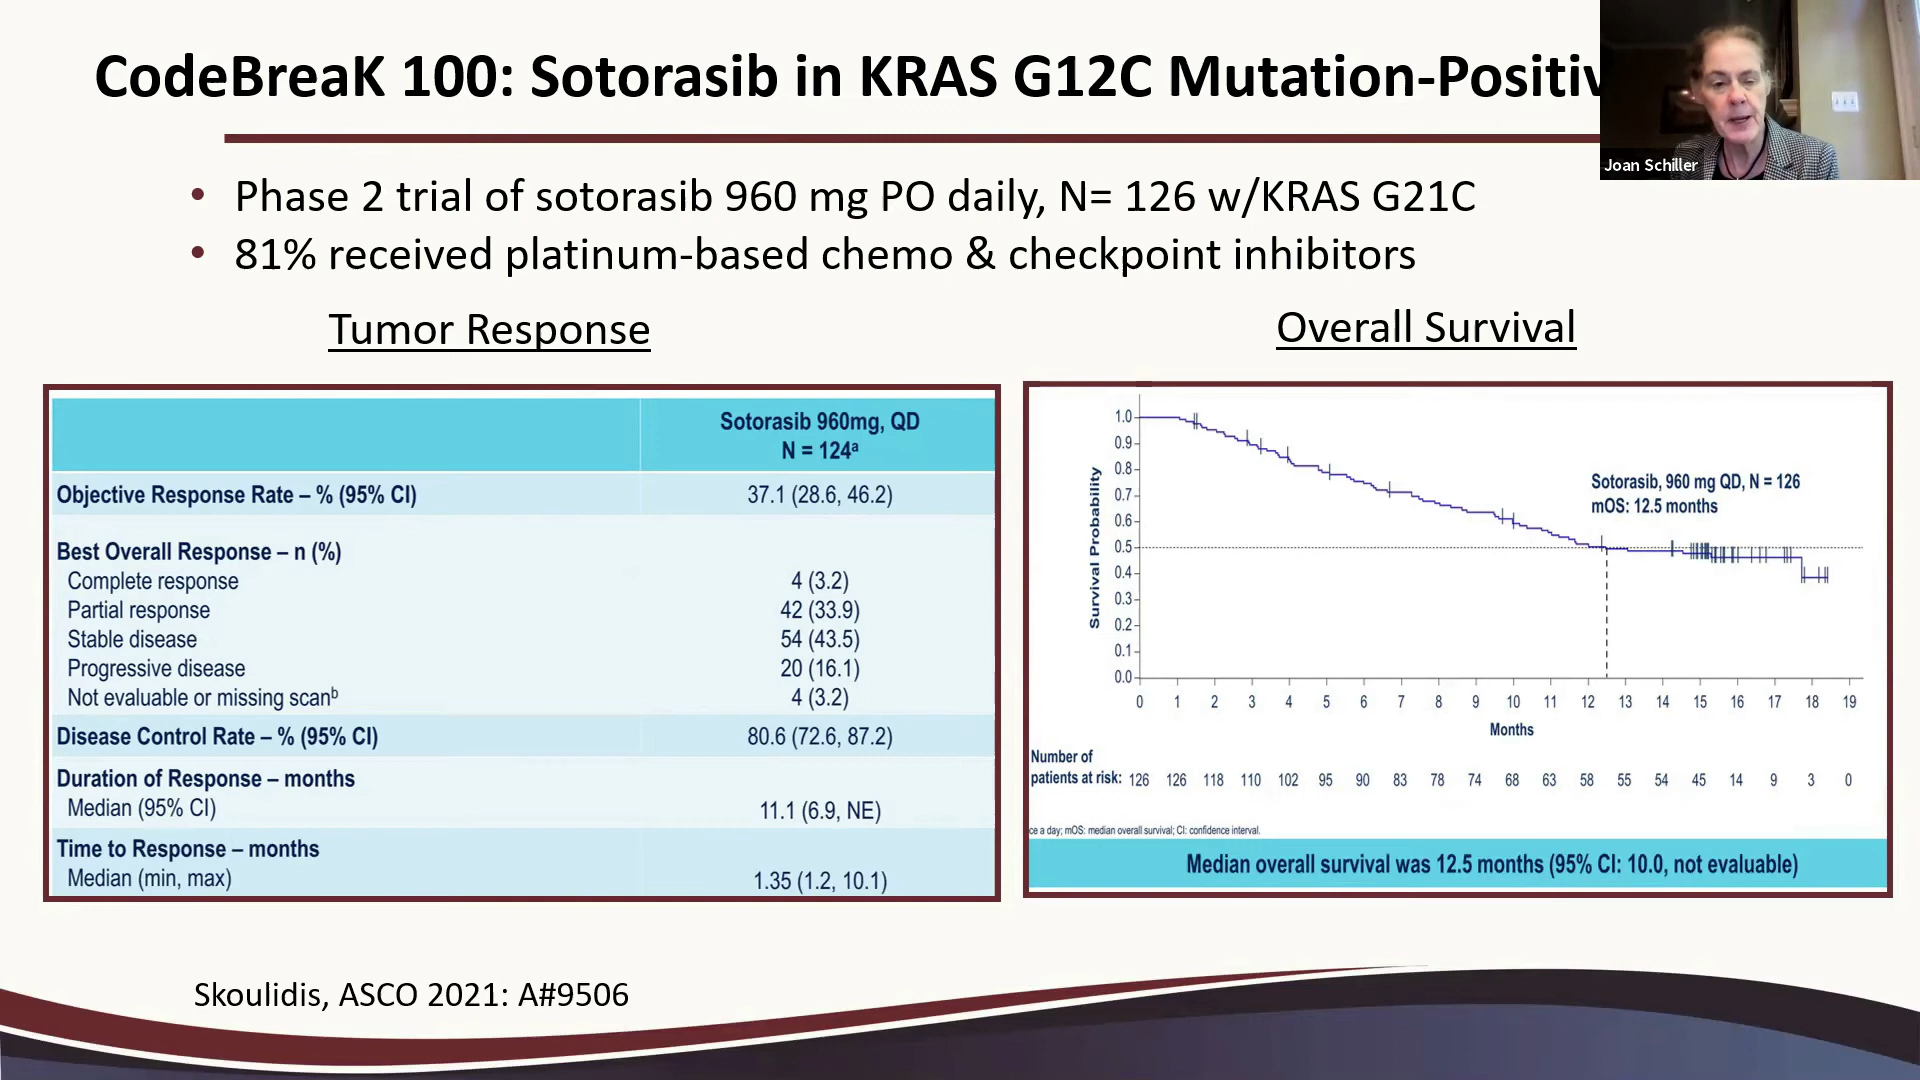 CodeBreaK 100: Sotorasib in KRAS G12C Mutation-Positiv
Joan Schiller
• Phase 2 trial of sotorasib 960 mg PO daily, N= 126 w/KRAS G21C
• 81% received platinum-based chemo & checkpoint inhibitors
Tumor Response
Sotorasib 960mg, QD
N = 124ᵃ
Objective Response Rate – % (95% CI) 37.1 (28.6, 46.2)
Best Overall Response – n (%)
Complete response 4 (3.2)
Partial response 42 (33.9)
Stable disease 54 (43.5)
Progressive disease 20 (16.1)
Not evaluable or missing scanᵇ 4 (3.2)
Disease Control Rate – % (95% CI) 80.6 (72.6, 87.2)
Duration of Response – months
Median (95% CI) 11.1 (6.9, NE)
Time to Response – months
Median (min, max) 1.35 (1.2, 10.1)
Overall Survival
Survival Probability
1.0
0.9
0.8
0.7
0.6
0.5
0.4
0.3
0.2
0.1
0.0
Sotorasib, 960 mg QD, N = 126
mOS: 12.5 months
0 1 2 3 4 5 6 7 8 9 10 11 12 13 14 15 16 17 18 19
Months
Number of
patients at risk: 126 126 118 110 102 95 90 83 78 74 68 63 58 55 54 45 14 9 3 0
ce a day; mOS: median overall survival; CI: confidence interval.
Median overall survival was 12.5 months (95% CI: 10.0, not evaluable)
Skoulidis, ASCO 2021: A#9506